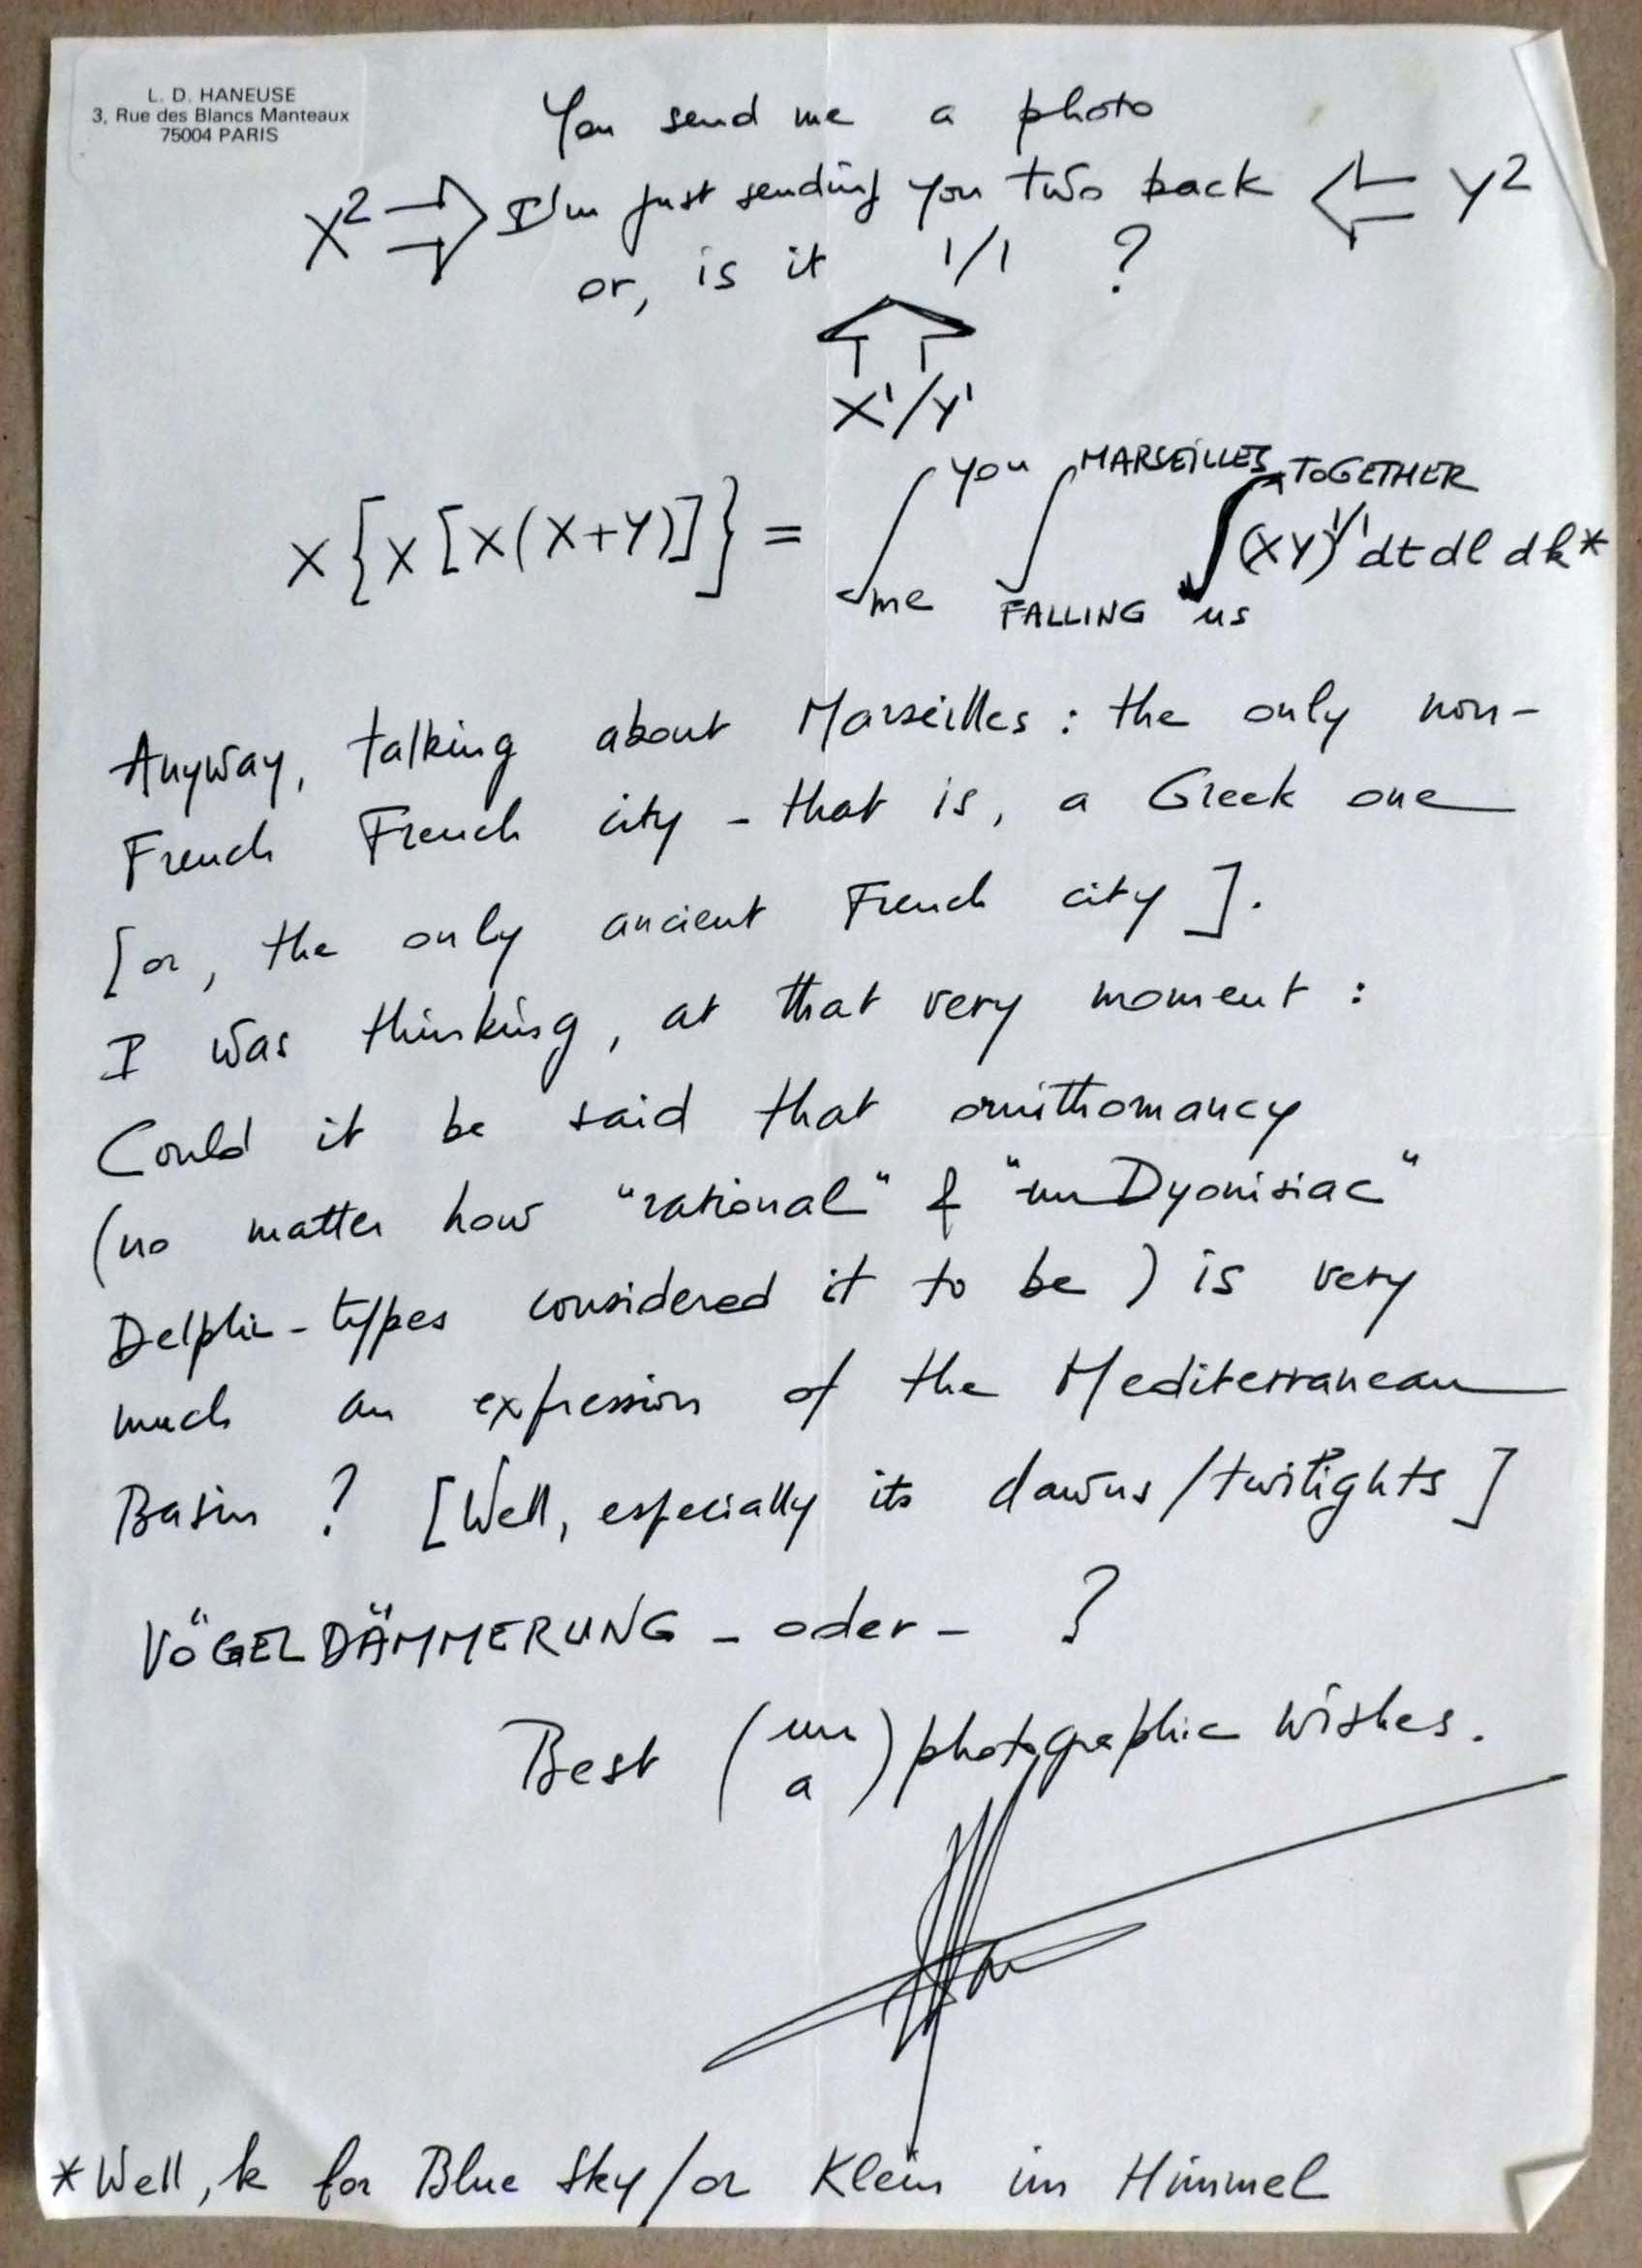 L. D. HANEUSE
3, Rue des Blancs Manteaux
75004 PARIS
You send me a photo
X² ⇒ I'm just sending you two back ⇐ Y²
or, is it 1/1 ?
⇑
X¹/Y¹
X{X[X(X+Y)]} = ∫ you me ∫ MARSEILLES FALLING ∫ TOGETHER us (XY)^1/1 dt dl dk*
Anyway, talking about Marseilles : the only non-
French French city - that is, a Greek one
[or, the only ancient French city ].
I was thinking, at that very moment :
Could it be said that ornithomancy
(no matter how "rational" & "un Dyonisiac"
Delphic-types considered it to be ) is very
much an expression of the Mediterranean
Basin ? [Well, especially its dawns/twilights ]
VÖGELDÄMMERUNG - oder - ?
Best (un a) photographic wishes.
*Well, k for Blue Sky/or Klein im Himmel